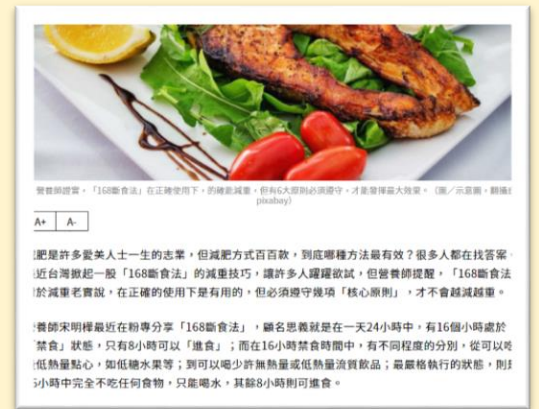 營養師證實，「168斷食法」在正確使用下，的確能減重，但有6大原則必須遵守，才能發揮最大效果。（圖／示意圖，翻攝
pixabay）
A+ A-
肥是許多愛美人士一生的志業，但減肥方式百百款，到底哪種方法最有效？很多人都在找答案，
近台灣掀起一股「168斷食法」的減重技巧，讓許多人躍躍欲試，但營養師提醒，「168斷食法
於減重老實說，在正確的使用下是有用的，但必須遵守幾項「核心原則」，才不會越減越重。
養師宋明樺最近在粉專分享「168斷食法」，顧名思義就是在一天24小時中，有16個小時處於
「禁食」狀態，只有8小時可以「進食」；而在16小時禁食時間中，有不同程度的分別，從可以吃
低熱量點心，如低糖水果等；到可以喝少許無熱量或低熱量流質飲品；最嚴格執行的狀態，則是
6小時中完全不吃任何食物，只能喝水，其餘8小時則可進食。